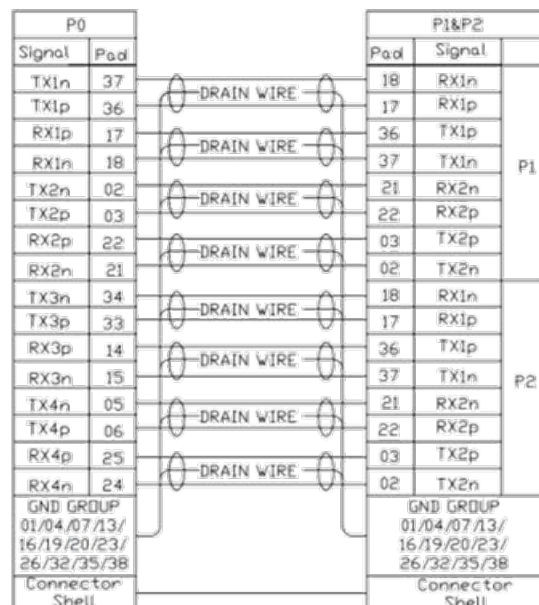 P0 P1&P2
Signal Pad Pad Signal
TX1n 37 DRAIN WIRE 18 RX1n
TX1p 36 17 RX1p
RX1p 17 DRAIN WIRE 36 TX1p
RX1n 18 37 TX1n P1
TX2n 02 DRAIN WIRE 21 RX2n
TX2p 03 22 RX2p
RX2p 22 DRAIN WIRE 03 TX2p
RX2n 21 02 TX2n
TX3n 34 DRAIN WIRE 18 RX1n
TX3p 33 17 RX1p
RX3p 14 DRAIN WIRE 36 TX1p
RX3n 15 37 TX1n P2
TX4n 05 DRAIN WIRE 21 RX2n
TX4p 06 22 RX2p
RX4p 25 DRAIN WIRE 03 TX2p
RX4n 24 02 TX2n
GND GROUP GND GROUP
01/04/07/13/ 01/04/07/13/
16/19/20/23/ 16/19/20/23/
26/32/35/38 26/32/35/38
Connector Connector
Shell Shell